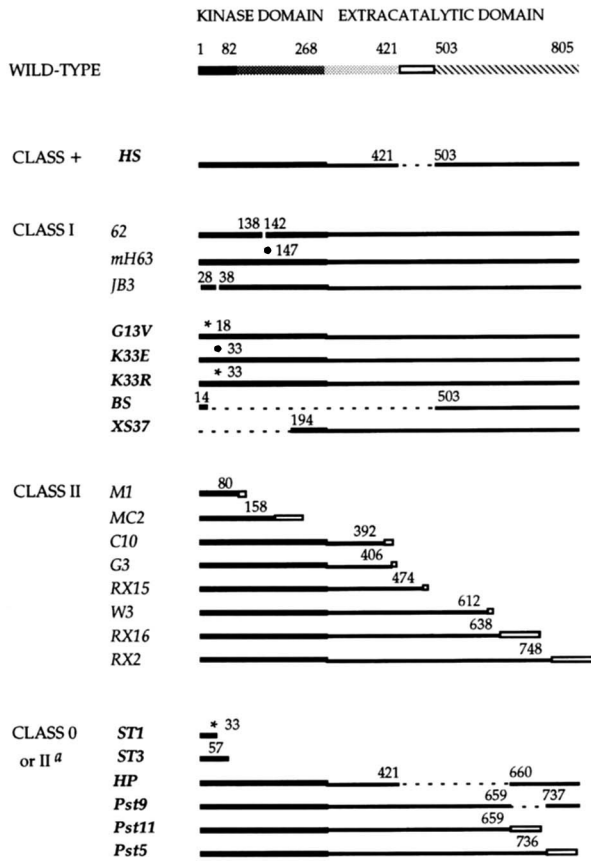 KINASE DOMAIN EXTRACATALYTIC DOMAIN
1 82 268 421 503 805
WILD-TYPE
CLASS + HS 421 503
CLASS I 62 138 142
mH63 • 147
JB3 28 38
G13V * 18
K33E • 33
K33R * 33
BS 14 503
XS37 194
CLASS II M1 80
MC2 158
C10 392
G3 406
RX15 474
W3 612
RX16 638
RX2 748
CLASS 0 ST1 * 33
or II a ST3 57
HP 421 660
Pst9 659 737
Pst11 659
Pst5 736